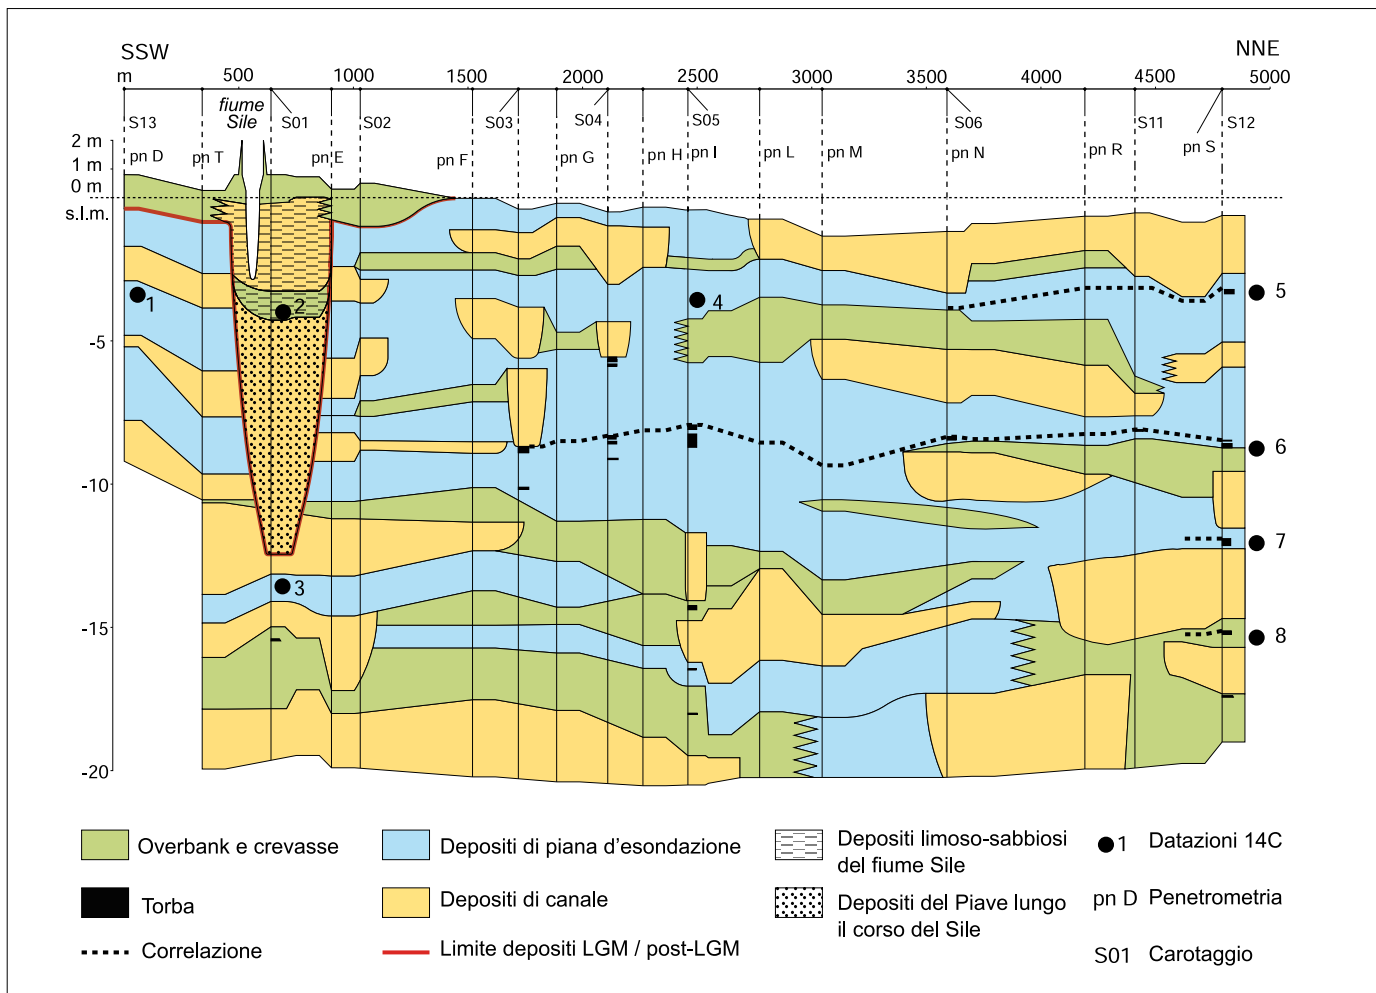 SSW NNE
m 500 1000 1500 2000 2500 3000 3500 4000 4500 5000
fiume
Sile
S13 S01 S02 S03 S04 S05 S06 S11 S12
pn D pn T pn E pn F pn G pn H pn I pn L pn M pn N pn R pn S
2 m
1 m
0 m
s.l.m.
-5
-10
-15
-20
1
2
3
4
5
6
7
8
Overbank e crevasse
Torba
Correlazione
Depositi di piana d'esondazione
Depositi di canale
Limite depositi LGM / post-LGM
Depositi limoso-sabbiosi
del fiume Sile
Depositi del Piave lungo
il corso del Sile
1 Datazioni 14C
pn D Penetrometria
S01 Carotaggio